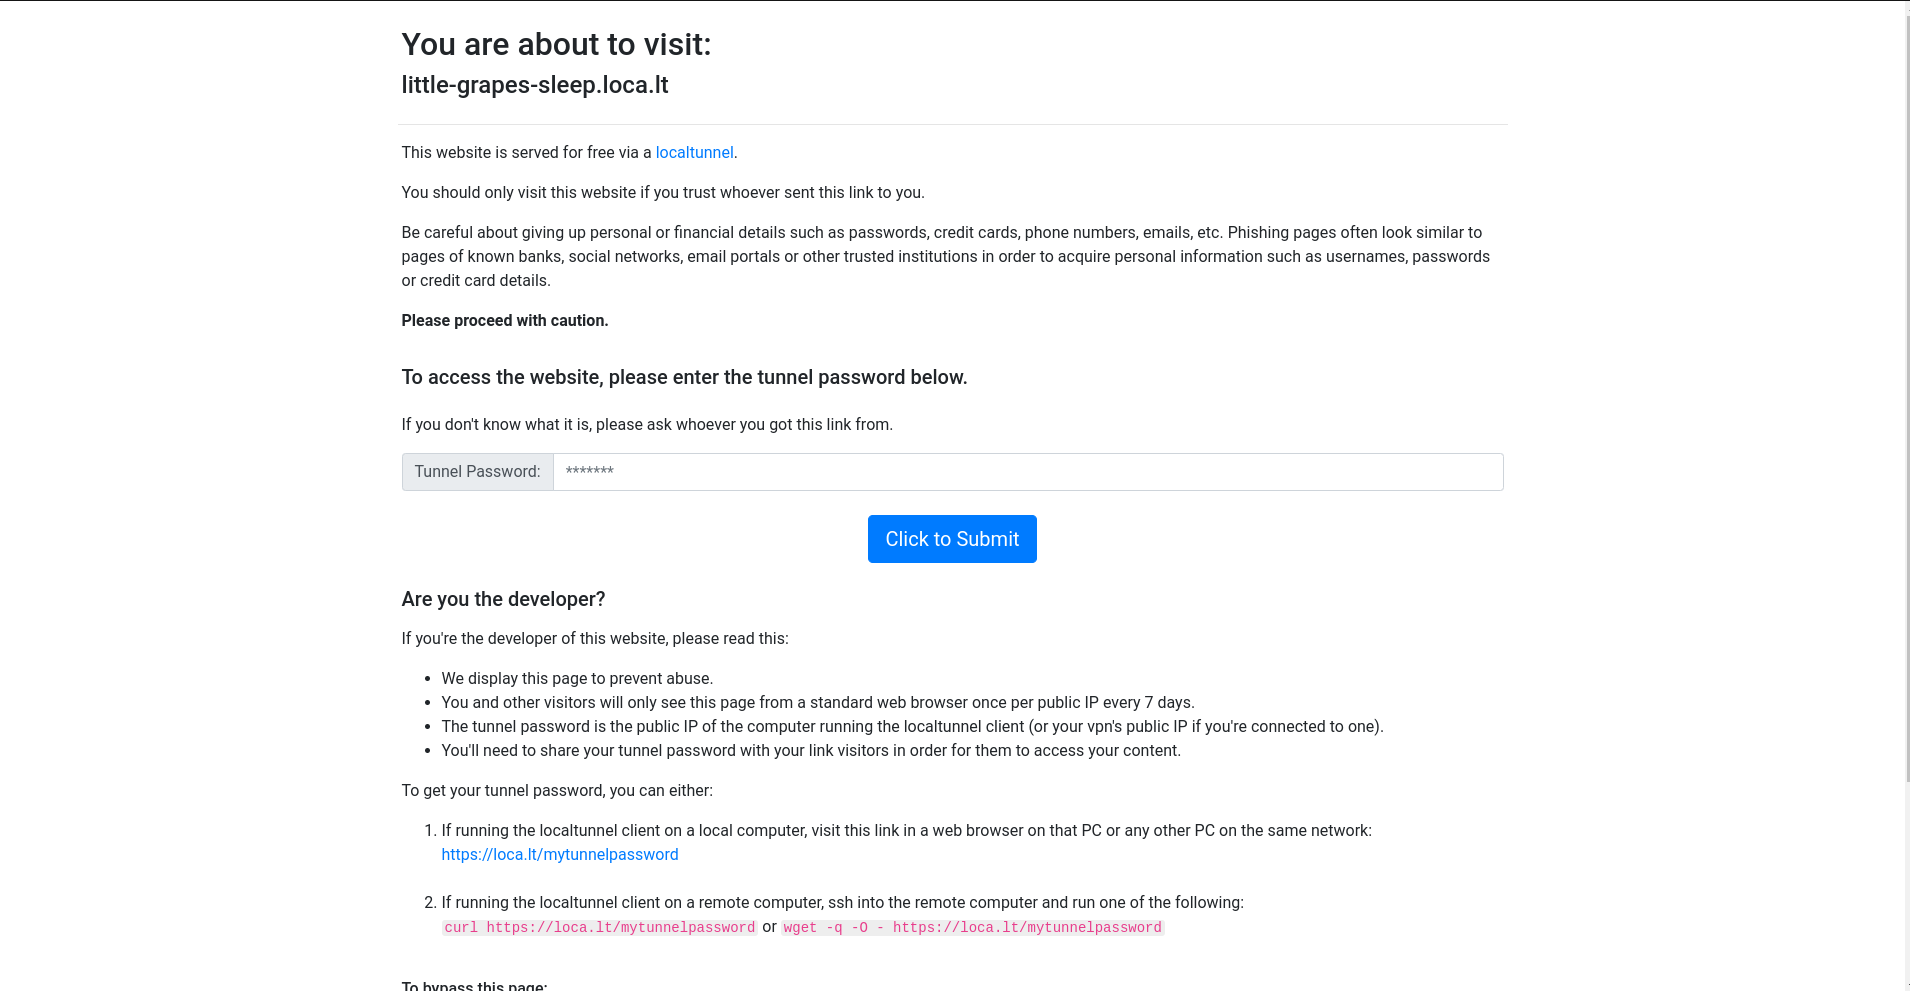 You are about to visit:
little-grapes-sleep.loca.lt
This website is served for free via a localtunnel.
You should only visit this website if you trust whoever sent this link to you.
Be careful about giving up personal or financial details such as passwords, credit cards, phone numbers, emails, etc. Phishing pages often look similar to
pages of known banks, social networks, email portals or other trusted institutions in order to acquire personal information such as usernames, passwords
or credit card details.
Please proceed with caution.
To access the website, please enter the tunnel password below.
If you don't know what it is, please ask whoever you got this link from.
Tunnel Password: *******
Click to Submit
Are you the developer?
If you're the developer of this website, please read this:
• We display this page to prevent abuse.
• You and other visitors will only see this page from a standard web browser once per public IP every 7 days.
• The tunnel password is the public IP of the computer running the localtunnel client (or your vpn's public IP if you're connected to one).
• You'll need to share your tunnel password with your link visitors in order for them to access your content.
To get your tunnel password, you can either:
1. If running the localtunnel client on a local computer, visit this link in a web browser on that PC or any other PC on the same network:
https://loca.lt/mytunnelpassword
2. If running the localtunnel client on a remote computer, ssh into the remote computer and run one of the following:
curl https://loca.lt/mytunnelpassword or wget -q -O - https://loca.lt/mytunnelpassword
To bypass this page: